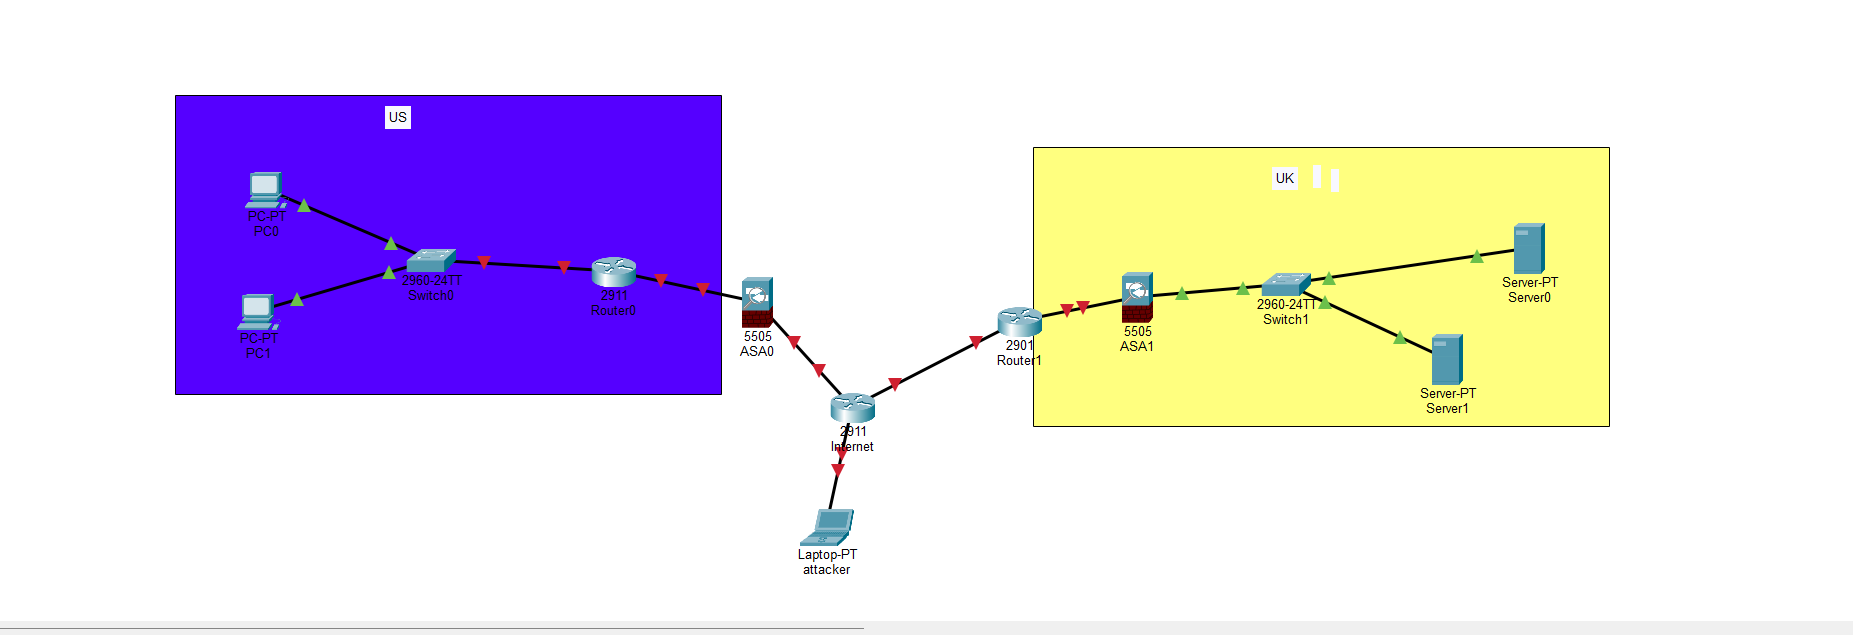 US
PC-PT
PC0
PC-PT
PC1
2960-24TT
Switch0
2911
Router0
5505
ASA0
2911
Internet
Laptop-PT
attacker
2901
Router1
UK
5505
ASA1
2960-24TT
Switch1
Server-PT
Server0
Server-PT
Server1